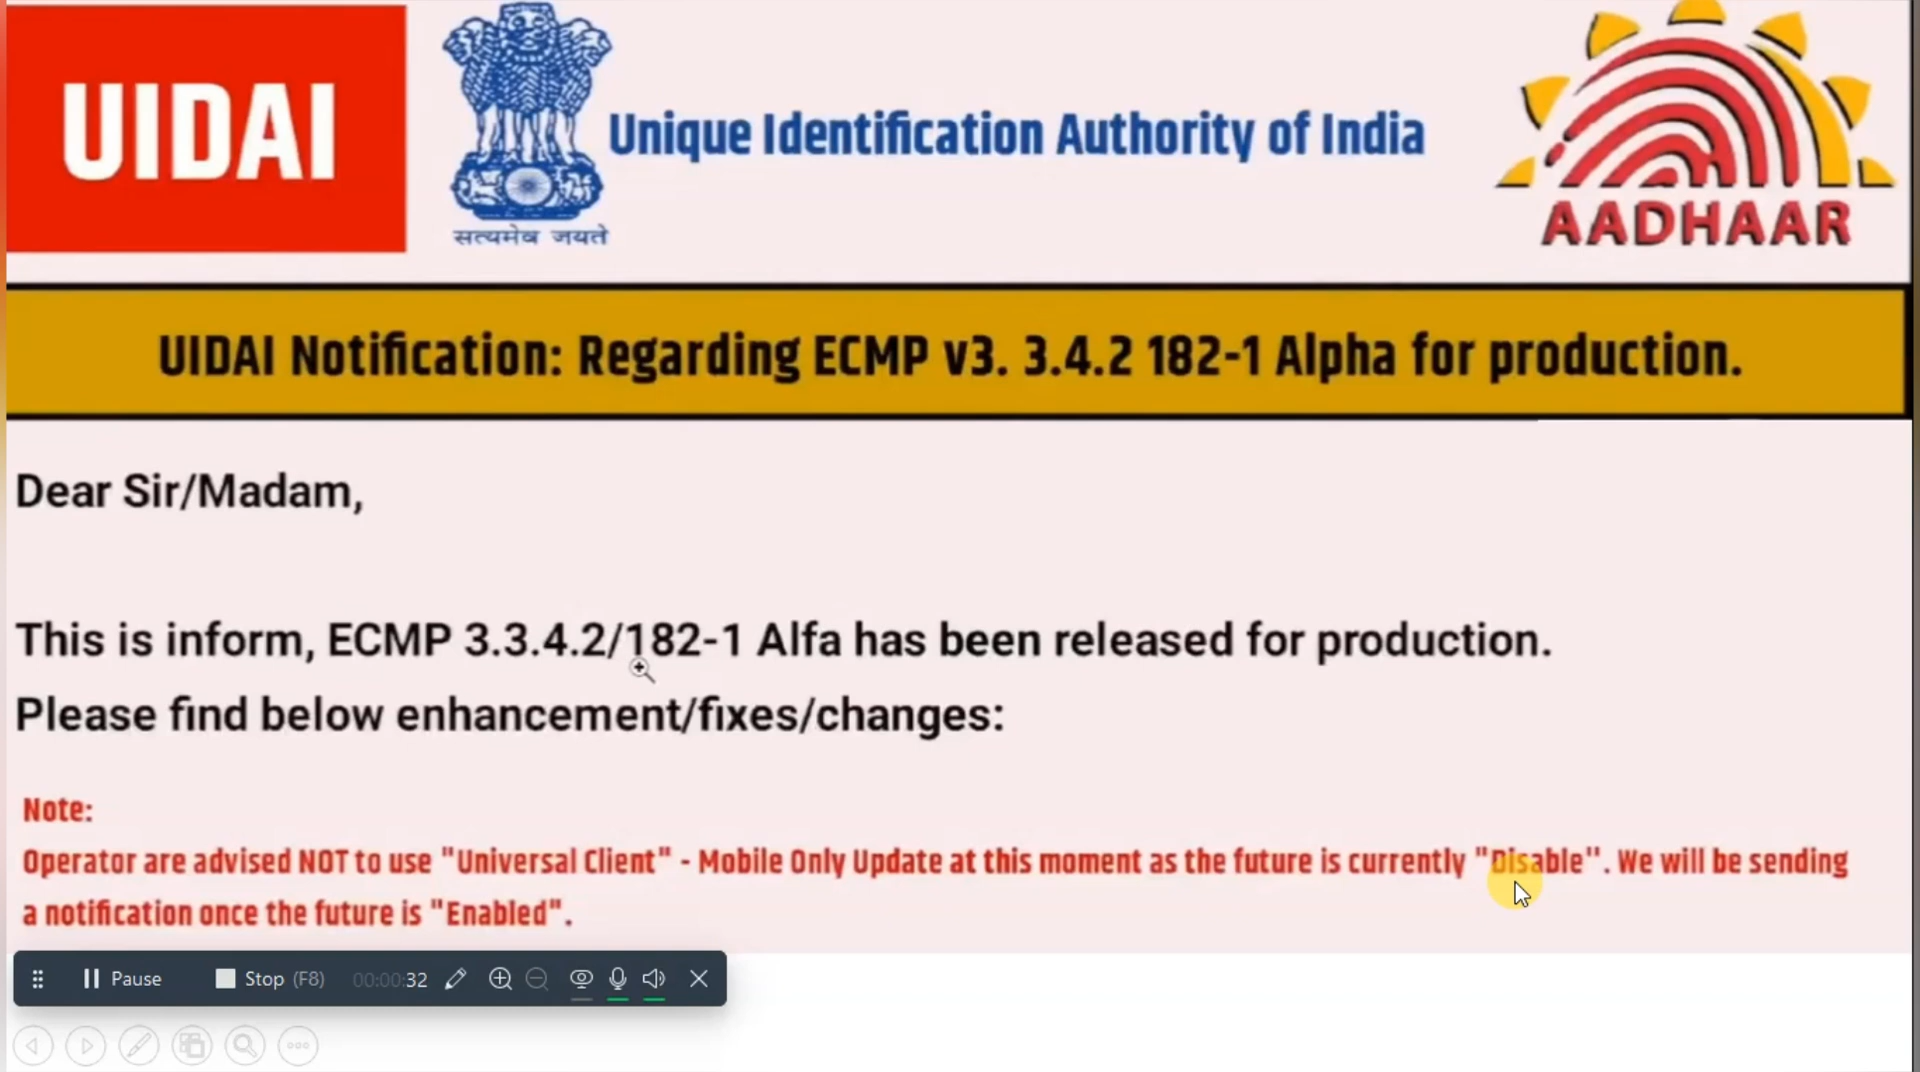 UIDAI
सत्यमेव जयते
Unique Identification Authority of India
AADHAAR
UIDAI Notification: Regarding ECMP v3. 3.4.2 182-1 Alpha for production.
Dear Sir/Madam,
This is inform, ECMP 3.3.4.2/182-1 Alfa has been released for production.
Please find below enhancement/fixes/changes:
Note:
Operator are advised NOT to use "Universal Client" - Mobile Only Update at this moment as the future is currently "Disable". We will be sending
a notification once the future is "Enabled".
Pause Stop (F8) 00:00:32